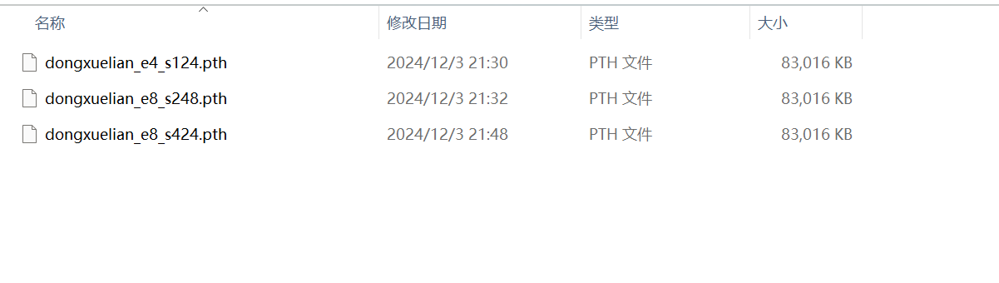 名称 修改日期 类型 大小
dongxuelian_e4_s124.pth 2024/12/3 21:30 PTH 文件 83,016 KB
dongxuelian_e8_s248.pth 2024/12/3 21:32 PTH 文件 83,016 KB
dongxuelian_e8_s424.pth 2024/12/3 21:48 PTH 文件 83,016 KB